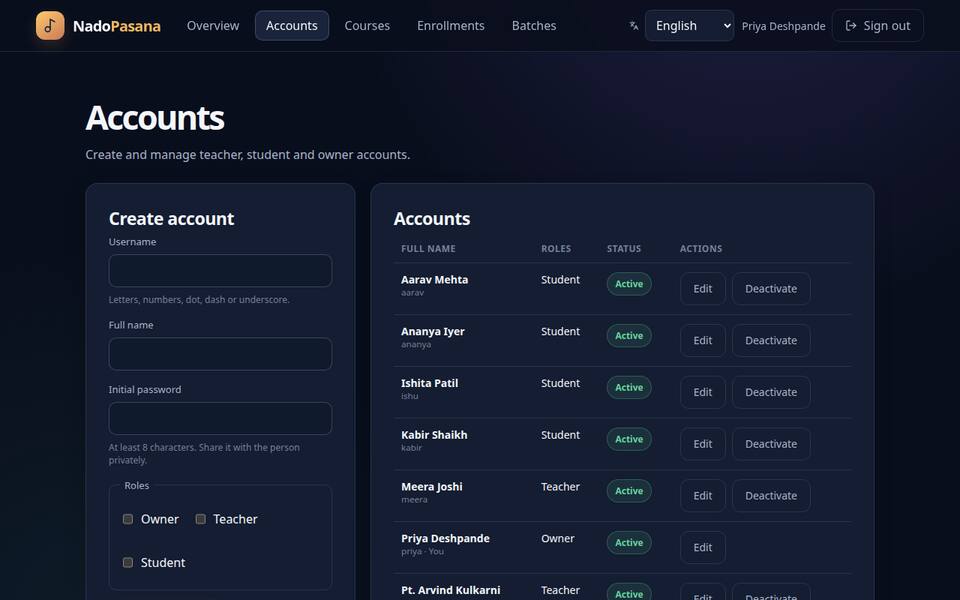 NadoPasana Overview Accounts Courses Enrollments Batches English Priya Deshpande Sign out
Accounts
Create and manage teacher, student and owner accounts.
Create account
Username
Letters, numbers, dot, dash or underscore.
Full name
Initial password
At least 8 characters. Share it with the person
privately.
Roles
Owner Teacher
Student
Accounts
FULL NAME ROLES STATUS ACTIONS
Aarav Mehta Student Active Edit Deactivate
aarav
Ananya Iyer Student Active Edit Deactivate
ananya
Ishita Patil Student Active Edit Deactivate
ishu
Kabir Shaikh Student Active Edit Deactivate
kabir
Meera Joshi Teacher Active Edit Deactivate
meera
Priya Deshpande Owner Active Edit
priya · You
Pt. Arvind Kulkarni Teacher Active Edit Deactivate